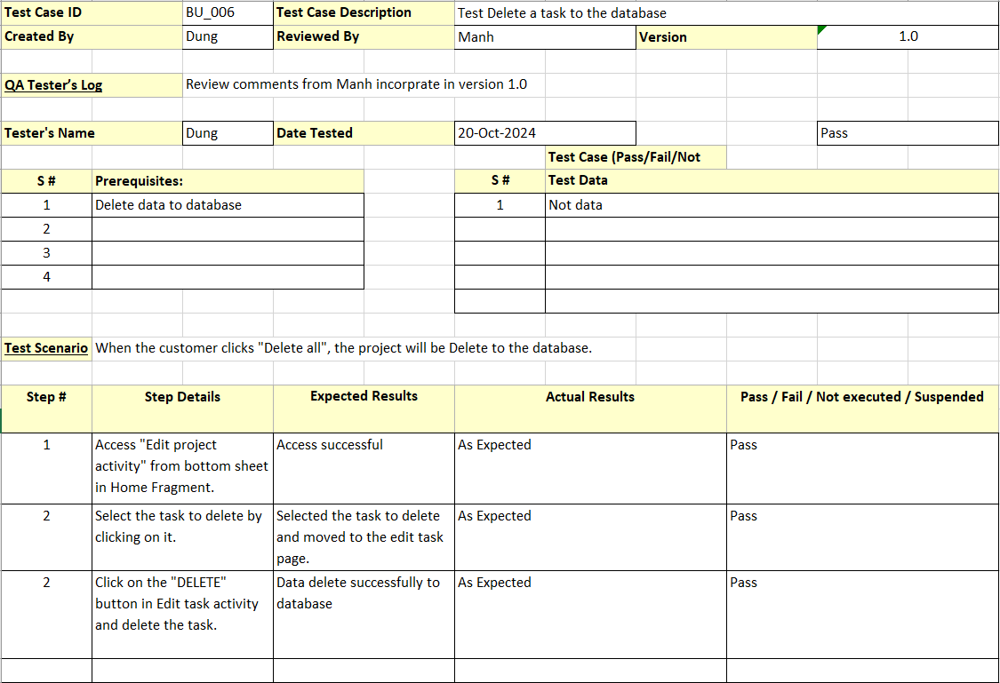 Test Case ID BU_006 Test Case Description Test Delete a task to the database
Created By Dung Reviewed By Manh Version 1.0
QA Tester’s Log Review comments from Manh incorprate in version 1.0
Tester's Name Dung Date Tested 20-Oct-2024 Pass
Test Case (Pass/Fail/Not
S # Prerequisites: S # Test Data
1 Delete data to database 1 Not data
2
3
4
Test Scenario When the customer clicks "Delete all", the project will be Delete to the database.
Step # Step Details Expected Results Actual Results Pass / Fail / Not executed / Suspended
1 Access "Edit project Access successful As Expected Pass
activity" from bottom sheet
in Home Fragment.
2 Select the task to delete by Selected the task to delete As Expected Pass
clicking on it. and moved to the edit task
page.
2 Click on the "DELETE" Data delete successfully to As Expected Pass
button in Edit task activity database
and delete the task.